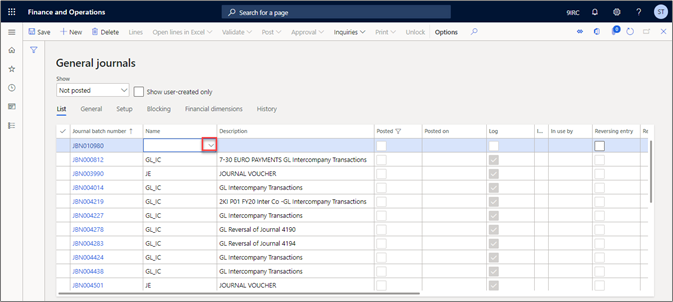 Finance and Operations
Search for a page
9IRC
ST
Save
New
Delete
Lines
Open lines in Excel
Validate
Post
Approval
Inquiries
Print
Unlock
Options
0
General journals
Show
Not posted
Show user-created only
List General Setup Blocking Financial dimensions History
Journal batch number Name Description Posted Posted on Log I... In use by Reversing entry Re
JBN010980
JBN000812 GL_IC 7-30 EURO PAYMENTS GL Intercompany Transactions
JBN003990 JE JOURNAL VOUCHER
JBN004014 GL_IC GL Intercompany Transactions
JBN004219 GL_IC 2KI P01 FY20 Inter Co -GL Intercompany Transactions
JBN004227 GL_IC GL Intercompany Transactions
JBN004278 GL_IC GL Reversal of Journal 4190
JBN004283 GL_IC GL Reversal of Journal 4194
JBN004424 GL_IC GL Intercompany Transactions
JBN004438 GL_IC GL Intercompany Transactions
JBN004501 JE JOURNAL VOUCHER